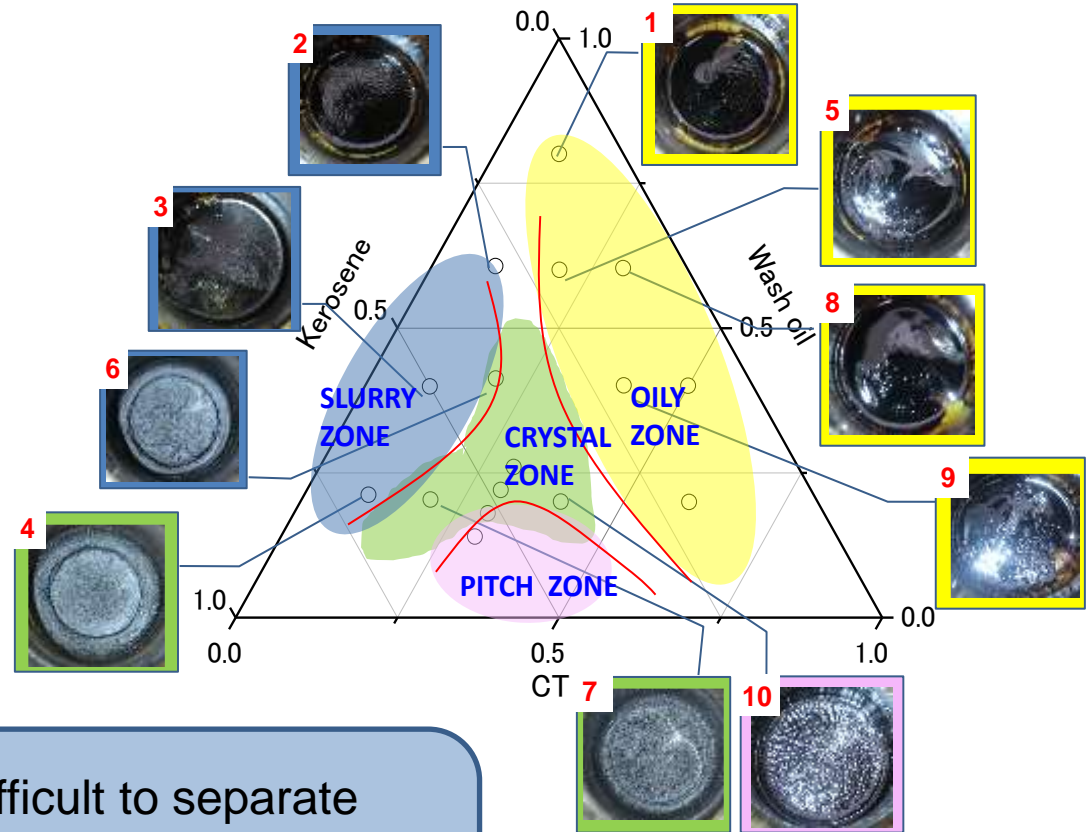 0.0
1.0
1
2
5
3
Kerosene
Wash oil
0.5
0.5
8
6
SLURRY
ZONE
OILY
ZONE
CRYSTAL
ZONE
9
4
PITCH ZONE
1.0
0.0
0.0
0.5
1.0
CT
7
10
fficult to separate